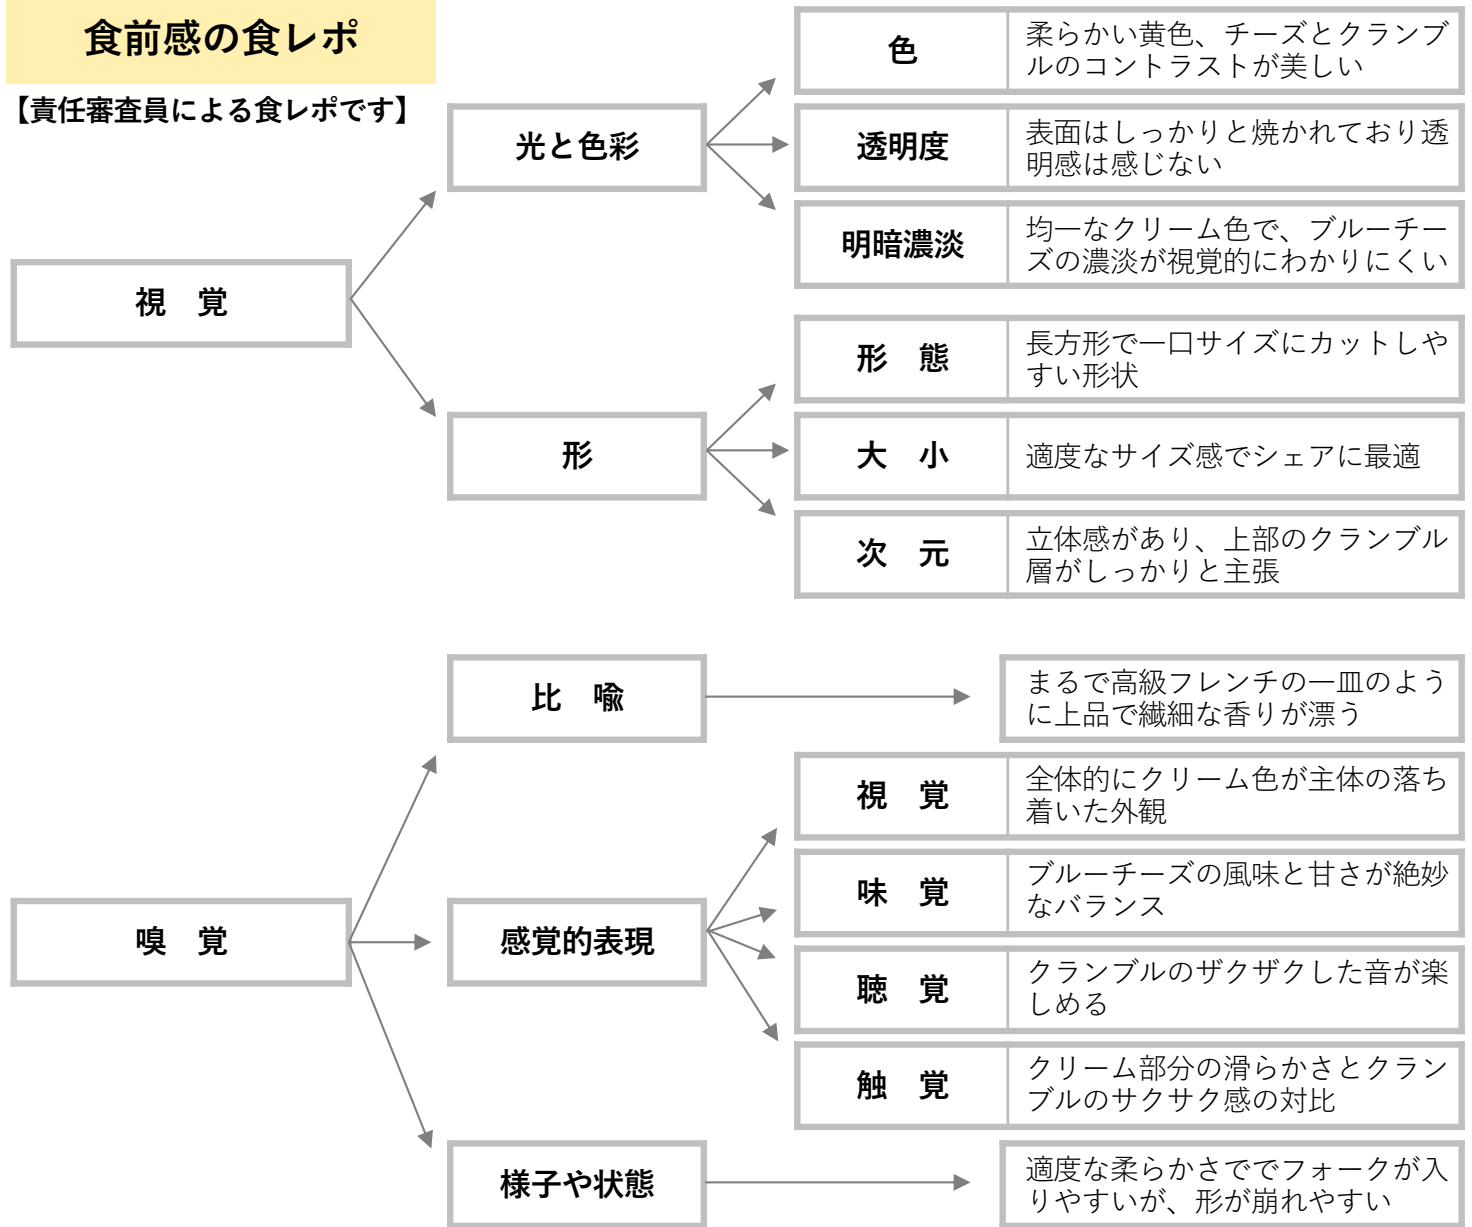 食前感の食レポ
【責任審査員による食レポです】
視　覚
光と色彩
色
柔らかい黄色、チーズとクランブ
ルのコントラストが美しい
透明度
表面はしっかりと焼かれており透
明感は感じない
明暗濃淡
均一なクリーム色で、ブルーチー
ズの濃淡が視覚的にわかりにくい
形
形　態
長方形で一口サイズにカットしや
すい形状
大　小
適度なサイズ感でシェアに最適
次　元
立体感があり、上部のクランブル
層がしっかりと主張
嗅　覚
比　喩
まるで高級フレンチの一皿のよう
に上品で繊細な香りが漂う
感覚的表現
視　覚
全体的にクリーム色が主体の落ち
着いた外観
味　覚
ブルーチーズの風味と甘さが絶妙
なバランス
聴　覚
クランブルのザクザクした音が楽
しめる
触　覚
クリーム部分の滑らかさとクラン
ブルのサクサク感の対比
様子や状態
適度な柔らかさででフォークが入
りやすいが、形が崩れやすい